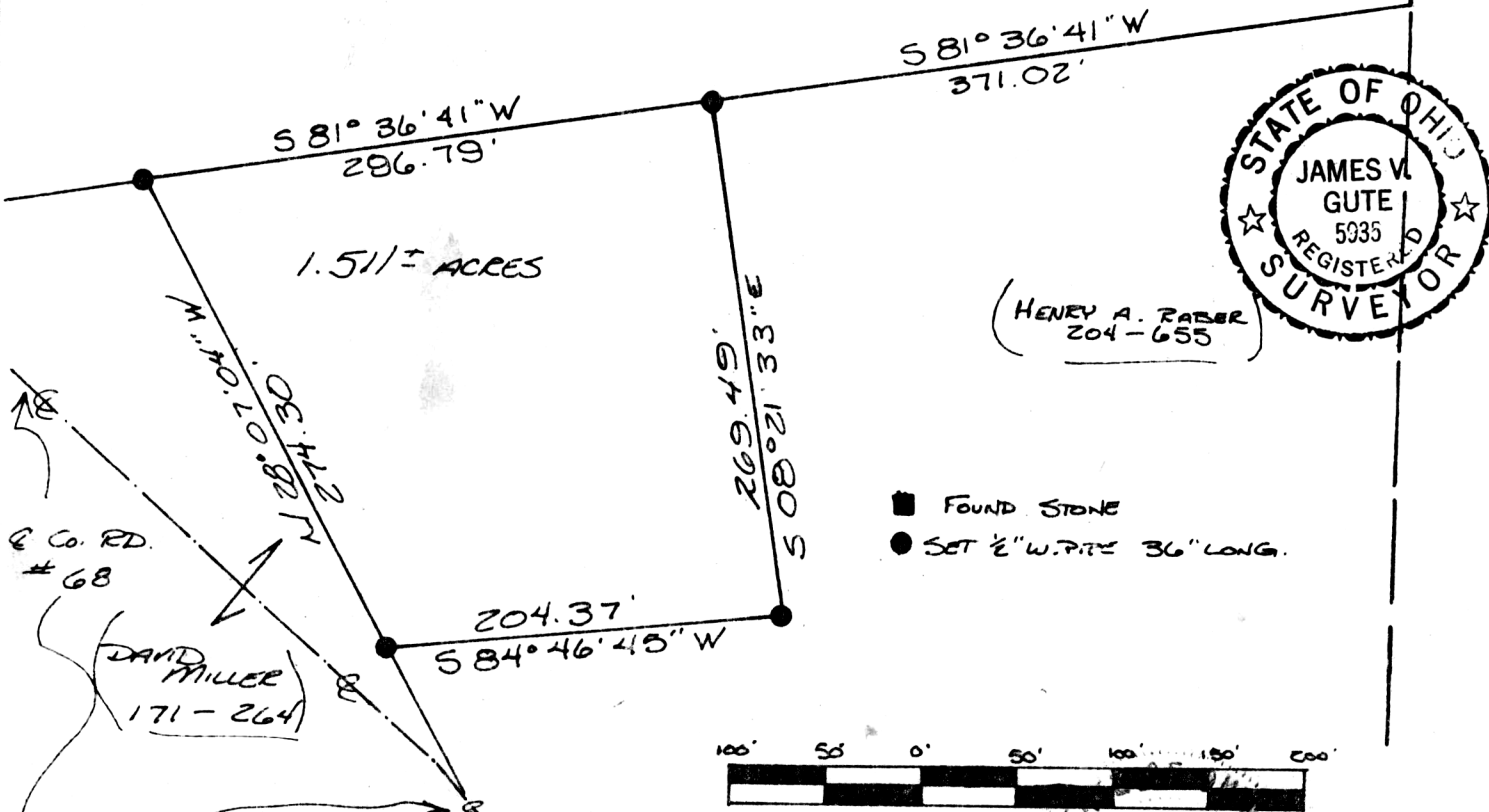 S 81° 36' 41" W
371.02'
S 81° 36' 41" W
296.79'
STATE OF OHIO
JAMES V.
GUTE
5935
REGISTERED
SURVEYOR
1.511± ACRES
(HENRY A. RABER
204-655)
N 28° 07' 04" W
274.30'
269.49'
S 08° 21' 33" E
■ FOUND STONE
● SET ½" W. PIPE 36" LONG.
℄ CO. RD.
# 68
204.37'
S 84° 46' 45" W
(DAVID
MILLER
171-264)
100' 50' 0' 50' 100' 150' 200'